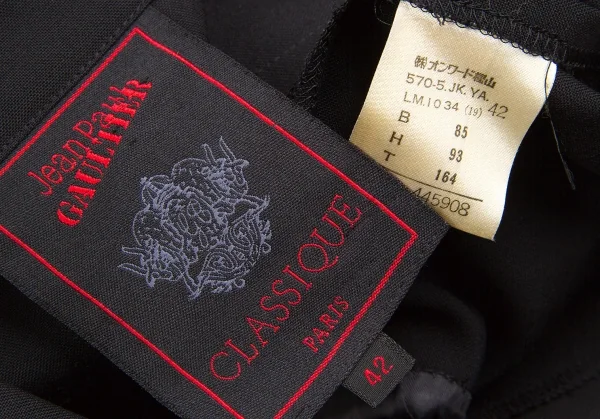 Jean Paul
GAULTIER
CLASSIQUE
PARIS
42
㈱オンワード樫山
570-5.JK.YA.
LM.1034 (19) 42
B 85
H 93
T 164
445908